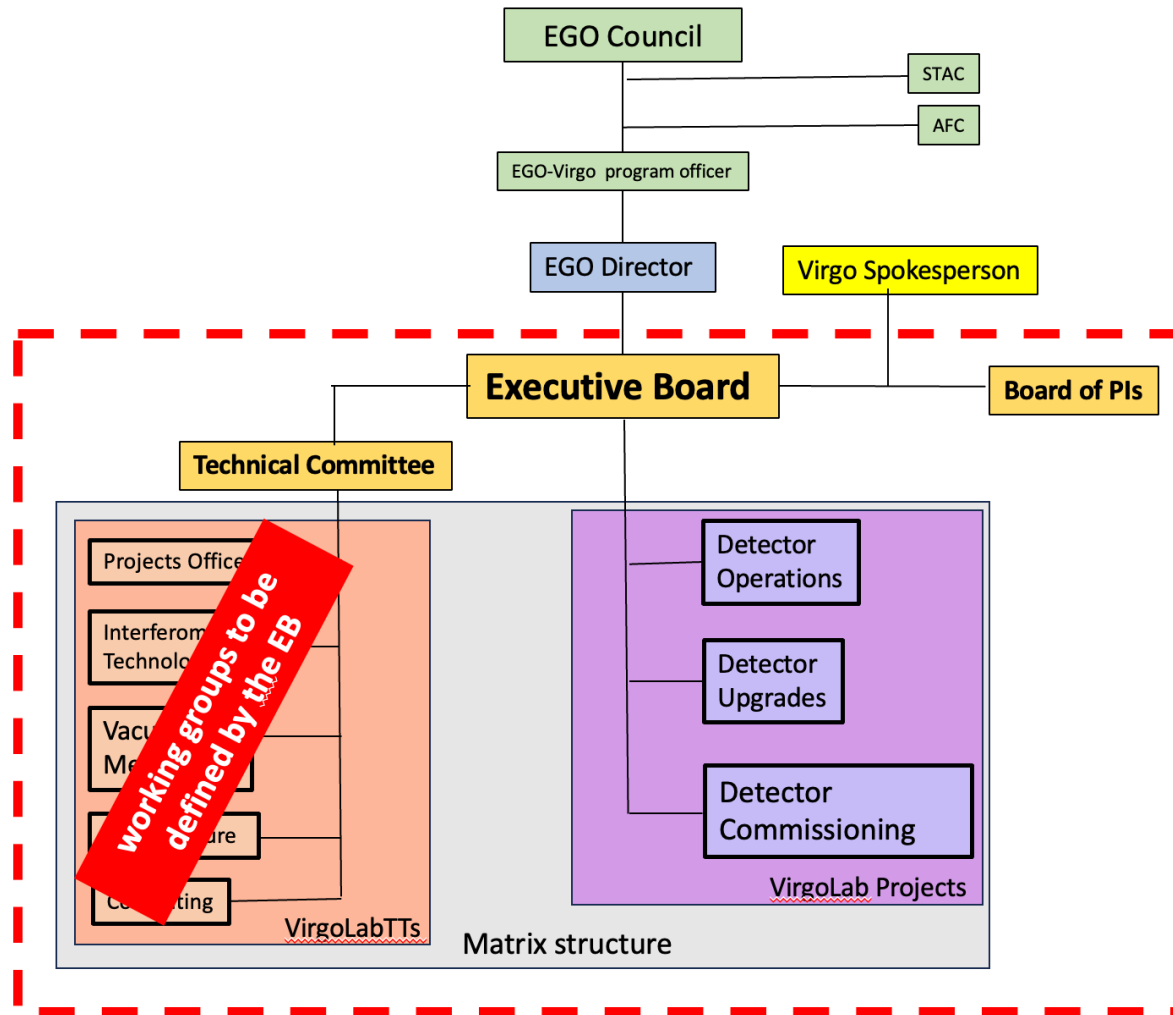 EGO Council
STAC
AFC
EGO-Virgo program officer
EGO Director
Virgo Spokesperson
Executive Board
Board of PIs
Technical Committee
Projects Office
Technolo
working groups to be
defined by the EB
Detector
Operations
Detector
Upgrades
Detector
Commissioning
VirgoLabTTs
VirgoLab Projects
Matrix structure